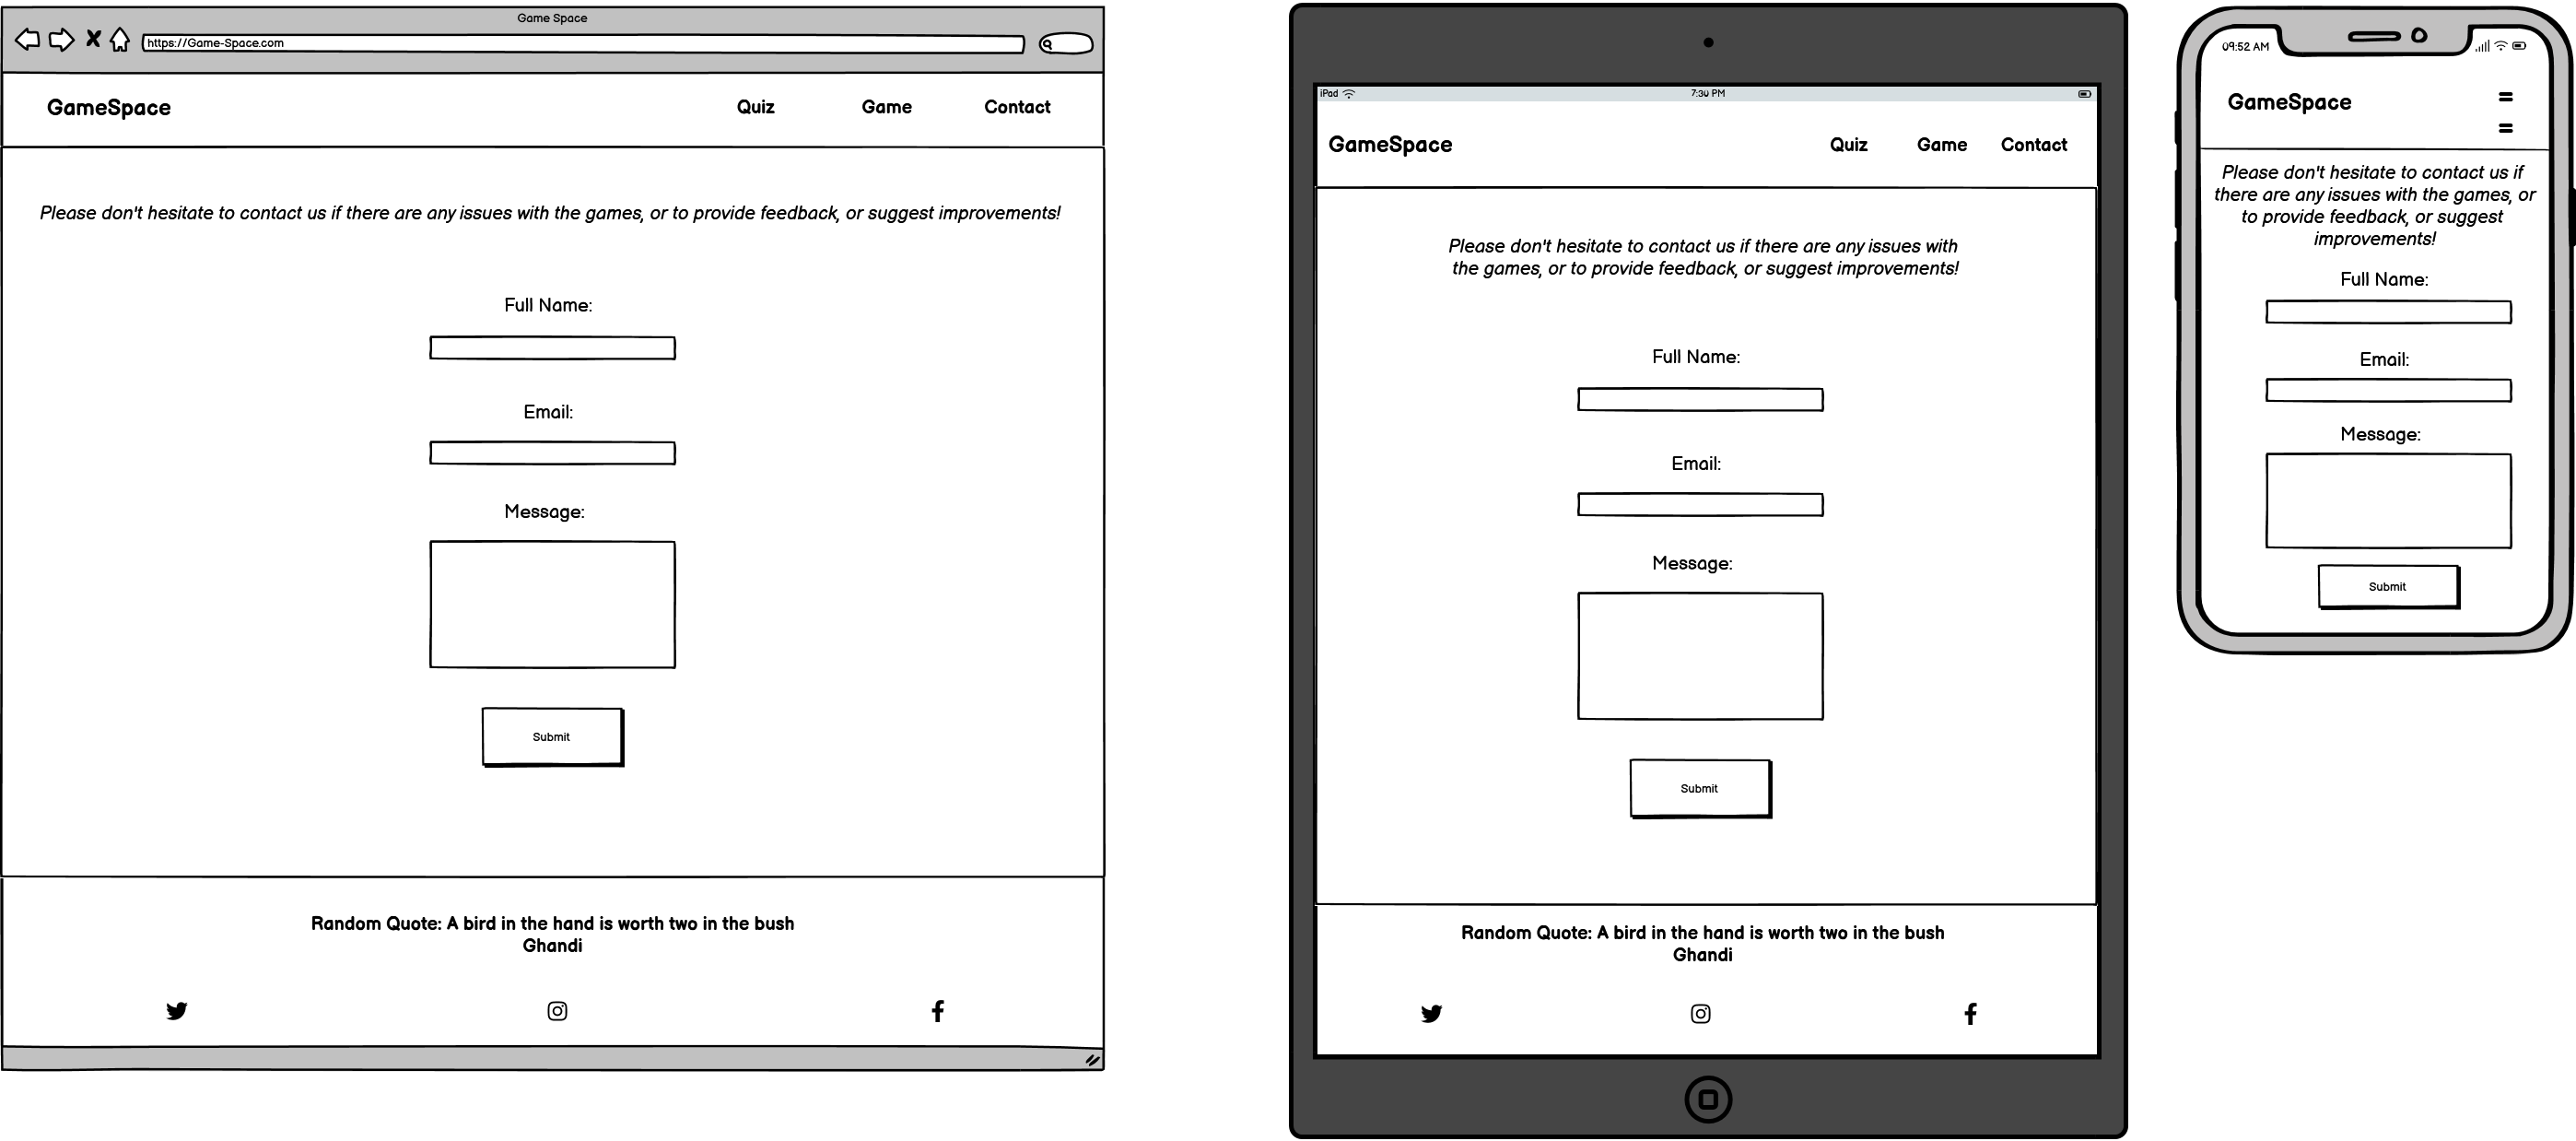 Game Space
https://Game-Space.com
GameSpace
Quiz
Game
Contact
Please don't hesitate to contact us if there are any issues with the games, or to provide feedback, or suggest improvements!
Full Name:
Email:
Message:
Submit
Random Quote: A bird in the hand is worth two in the bush
Ghandi
iPad
7:30 PM
GameSpace
Quiz
Game
Contact
Please don't hesitate to contact us if there are any issues with
the games, or to provide feedback, or suggest improvements!
Full Name:
Email:
Message:
Submit
Random Quote: A bird in the hand is worth two in the bush
Ghandi
09:52 AM
GameSpace
Please don't hesitate to contact us if
there are any issues with the games, or
to provide feedback, or suggest
improvements!
Full Name:
Email:
Message:
Submit